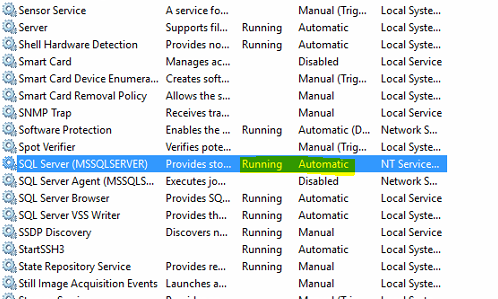 Sensor Service A service fo... Manual (Trig... Local Syste...
Server Supports fil... Running Automatic Local Syste...
Shell Hardware Detection Provides no... Running Automatic Local Syste...
Smart Card Manages ac... Disabled Local Service
Smart Card Device Enumera... Creates soft... Manual (Trig... Local Syste...
Smart Card Removal Policy Allows the s... Manual Local Syste...
SNMP Trap Receives tra... Manual Local Service
Software Protection Enables the ... Running Automatic (D... Network S...
Spot Verifier Verifies pote... Manual (Trig... Local Syste...
SQL Server (MSSQLSERVER) Provides sto... Running Automatic NT Service...
SQL Server Agent (MSSQLS... Executes jo... Disabled Network S...
SQL Server Browser Provides SQ... Running Automatic Local Service
SQL Server VSS Writer Provides th... Running Automatic Local Syste...
SSDP Discovery Discovers n... Running Manual Local Service
StartSSH3 Running Automatic Local Syste...
State Repository Service Provides re... Running Manual Local Syste...
Still Image Acquisition Events Launches a... Manual Local Syste...